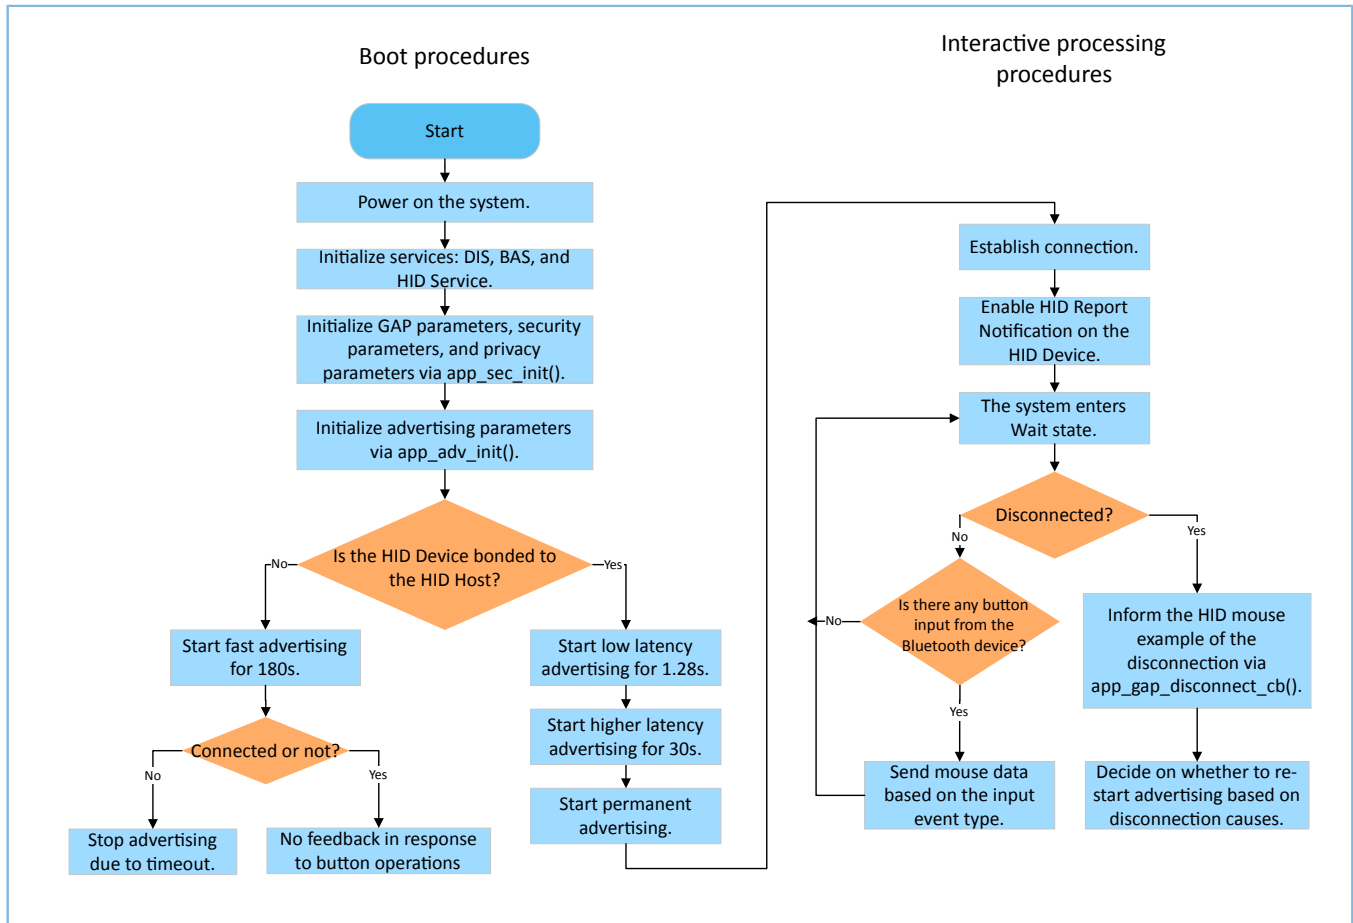 Boot procedures
Start
Power on the system.
Initialize services: DIS, BAS, and
HID Service.
Initialize GAP parameters, security
parameters, and privacy
parameters via app_sec_init().
Initialize advertising parameters
via app_adv_init().
Is the HID Device bonded to
the HID Host?
No
Yes
Start fast advertising
for 180s.
Connected or not?
No
Yes
Stop advertising
due to timeout.
No feedback in response
to button operations
Start low latency
advertising for 1.28s.
Start higher latency
advertising for 30s.
Start permanent
advertising.
Interactive processing
procedures
Establish connection.
Enable HID Report
Notification on the
HID Device.
The system enters
Wait state.
Disconnected?
No
Yes
Is there any button
input from the
Bluetooth device?
No
Yes
Send mouse data
based on the input
event type.
Inform the HID mouse
example of the
disconnection via
app_gap_disconnect_cb().
Decide on whether to re-
start advertising based on
disconnection causes.